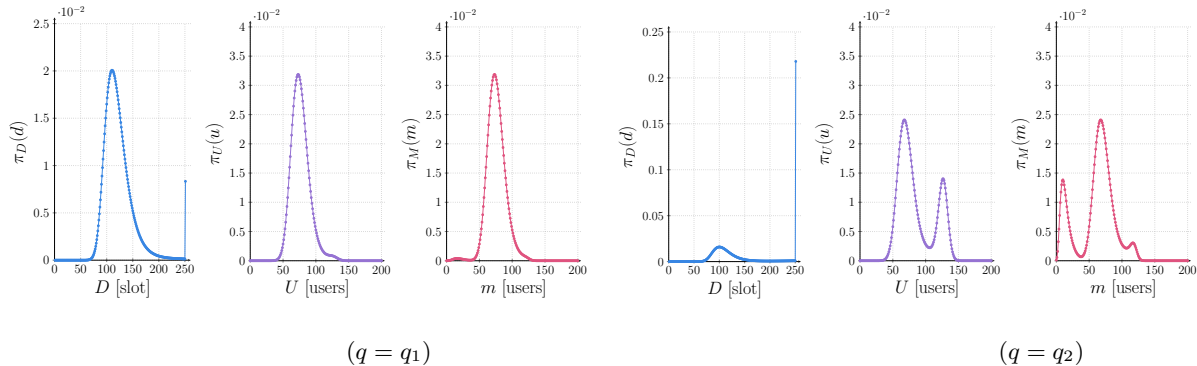 ·10⁻²
2.5
2
1.5
1
0.5
0
π_D(d)
0 50 100 150 200 250
D [slot]
·10⁻²
4
3.5
3
2.5
2
1.5
1
0.5
0
π_U(u)
0 50 100 150 200
U [users]
·10⁻²
4
3.5
3
2.5
2
1.5
1
0.5
0
π_M(m)
0 50 100 150 200
m [users]
(q = q₁)
0.25
0.2
0.15
0.1
0.05
0
π_D(d)
0 50 100 150 200 250
D [slot]
·10⁻²
4
3.5
3
2.5
2
1.5
1
0.5
0
π_U(u)
0 50 100 150 200
U [users]
·10⁻²
4
3.5
3
2.5
2
1.5
1
0.5
0
π_M(m)
0 50 100 150 200
m [users]
(q = q₂)